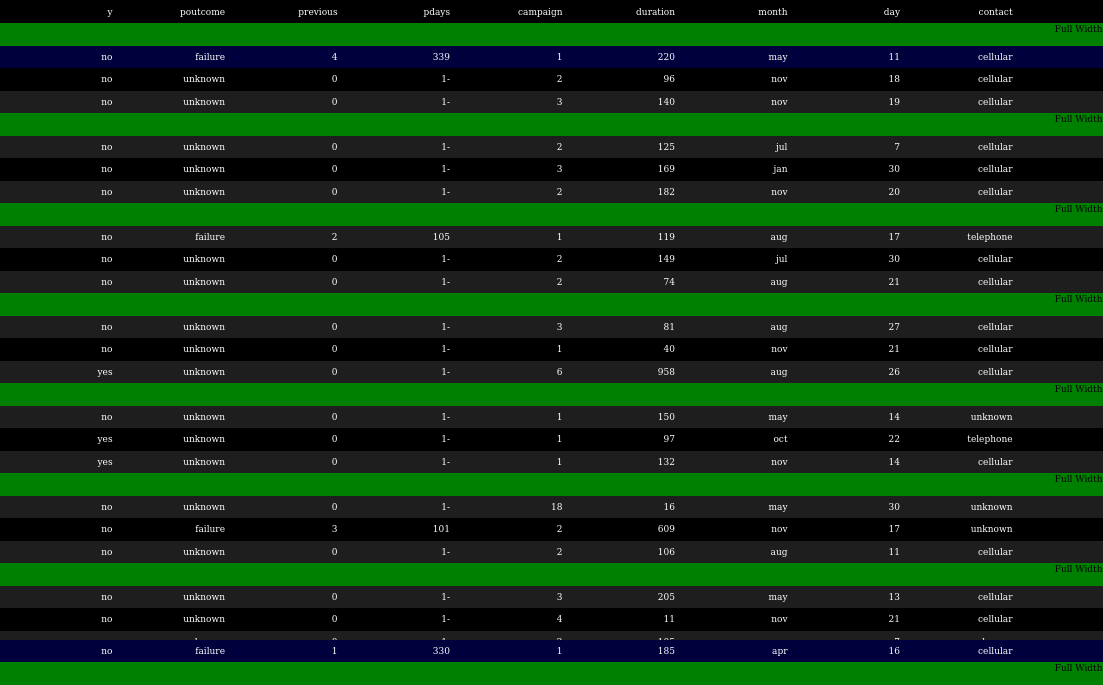 y poutcome previous pdays campaign duration month day contact
Full Width
no failure 4 339 1 220 may 11 cellular
no unknown 0 1- 2 96 nov 18 cellular
no unknown 0 1- 3 140 nov 19 cellular
Full Width
no unknown 0 1- 2 125 jul 7 cellular
no unknown 0 1- 3 169 jan 30 cellular
no unknown 0 1- 2 182 nov 20 cellular
Full Width
no failure 2 105 1 119 aug 17 telephone
no unknown 0 1- 2 149 jul 30 cellular
no unknown 0 1- 2 74 aug 21 cellular
Full Width
no unknown 0 1- 3 81 aug 27 cellular
no unknown 0 1- 1 40 nov 21 cellular
yes unknown 0 1- 6 958 aug 26 cellular
Full Width
no unknown 0 1- 1 150 may 14 unknown
yes unknown 0 1- 1 97 oct 22 telephone
yes unknown 0 1- 1 132 nov 14 cellular
Full Width
no unknown 0 1- 18 16 may 30 unknown
no failure 3 101 2 609 nov 17 unknown
no unknown 0 1- 2 106 aug 11 cellular
Full Width
no unknown 0 1- 3 205 may 13 cellular
no unknown 0 1- 4 11 nov 21 cellular
no failure 1 330 1 185 apr 16 cellular
Full Width